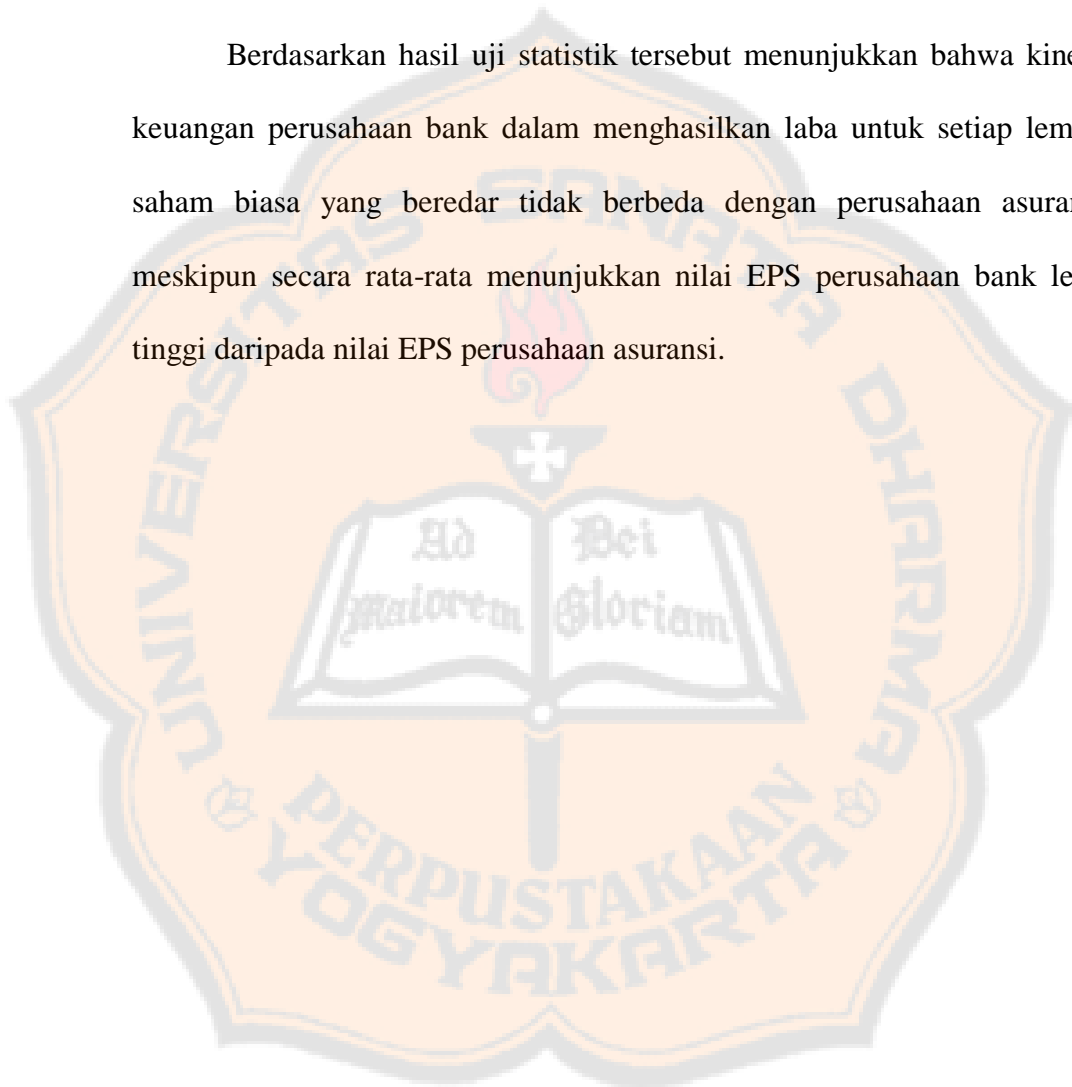 Berdasarkan hasil uji statistik tersebut menunjukkan bahwa kine
keuangan perusahaan bank dalam menghasilkan laba untuk setiap lem
saham biasa yang beredar tidak berbeda dengan perusahaan asuran
meskipun secara rata-rata menunjukkan nilai EPS perusahaan bank le
tinggi daripada nilai EPS perusahaan asuransi.
UNIVERSITAS SANATA DHARMA
Ad Dei
Maiorem Gloriam
PERPUSTAKAAN
YOGYAKARTA